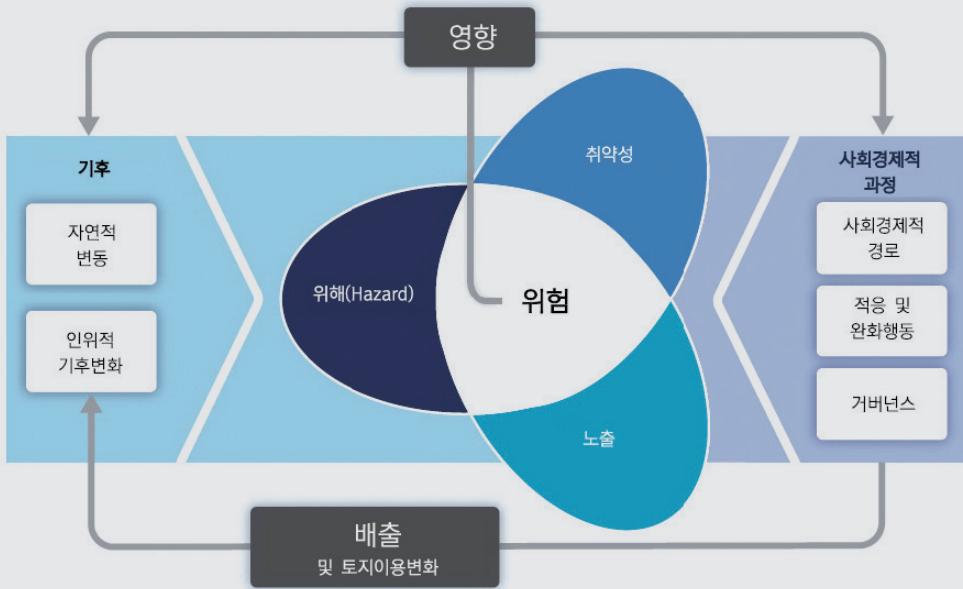 영향
기후
자연적
변동
인위적
기후변화
취약성
위해(Hazard)
위험
노출
사회경제적
과정
사회경제적
경로
적응 및
완화행동
거버넌스
배출
및 토지이용변화